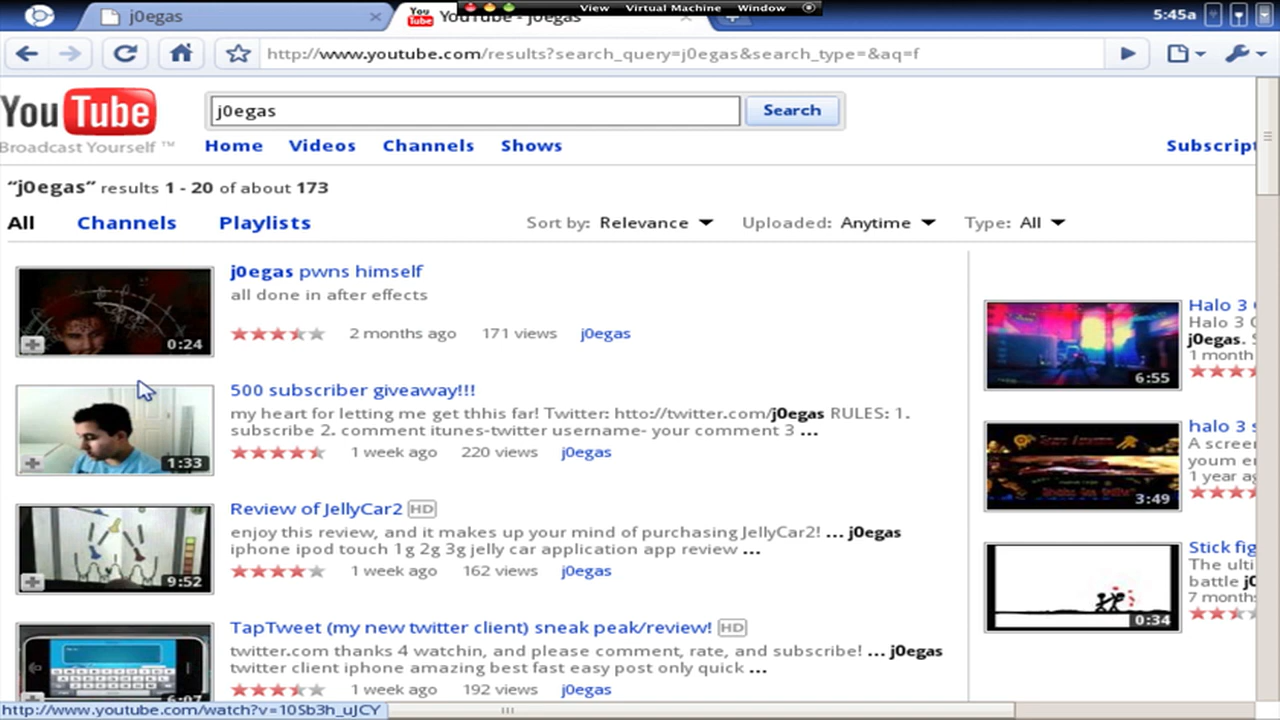 View Virtual Machine Window
j0egas
YouTube - j0egas
5:45a
http://www.youtube.com/results?search_query=j0egas&search_type=&aq=f
YouTube
Broadcast Yourself ™
j0egas
Search
Home Videos Channels Shows
Subscript
“j0egas” results 1 - 20 of about 173
All Channels Playlists
Sort by: Relevance Uploaded: Anytime Type: All
j0egas pwns himself
all done in after effects
0:24
2 months ago 171 views j0egas
500 subscriber giveaway!!!
my heart for letting me get thhis far! Twitter: htto://twitter.com/j0egas RULES: 1.
subscribe 2. comment itunes-twitter username- your comment 3 ...
1:33
1 week ago 220 views j0egas
Review of JellyCar2 HD
enjoy this review, and it makes up your mind of purchasing JellyCar2! ... j0egas
iphone ipod touch 1g 2g 3g jelly car application app review ...
9:52
1 week ago 162 views j0egas
TapTweet (my new twitter client) sneak peak/review! HD
twitter.com thanks 4 watchin, and please comment, rate, and subscribe! ... j0egas
twitter client iphone amazing best fast easy post only quick ...
6:07
1 week ago 192 views j0egas
Halo 3
Halo 3
j0egas.
1 month
6:55
halo 3 s
A screen
youm
1 year
3:49
Stick fig
The ulti
battle j0
7 months
0:34
http://www.youtube.com/watch?v=10Sb3h_uJCY